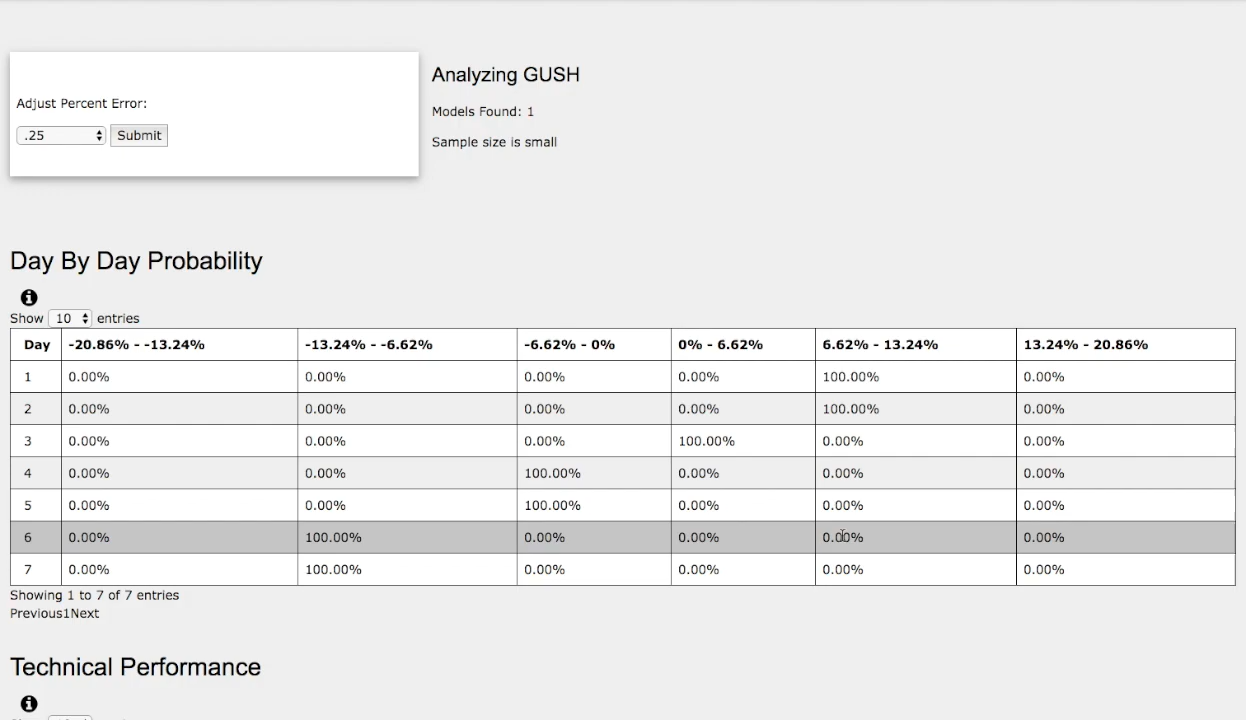 Adjust Percent Error:
.25 Submit
Analyzing GUSH
Models Found: 1
Sample size is small
Day By Day Probability
Show 10 entries
Day -20.86% - -13.24% -13.24% - -6.62% -6.62% - 0% 0% - 6.62% 6.62% - 13.24% 13.24% - 20.86%
1 0.00% 0.00% 0.00% 0.00% 100.00% 0.00%
2 0.00% 0.00% 0.00% 0.00% 100.00% 0.00%
3 0.00% 0.00% 0.00% 100.00% 0.00% 0.00%
4 0.00% 0.00% 100.00% 0.00% 0.00% 0.00%
5 0.00% 0.00% 100.00% 0.00% 0.00% 0.00%
6 0.00% 100.00% 0.00% 0.00% 0.00% 0.00%
7 0.00% 100.00% 0.00% 0.00% 0.00% 0.00%
Showing 1 to 7 of 7 entries
Previous1Next
Technical Performance